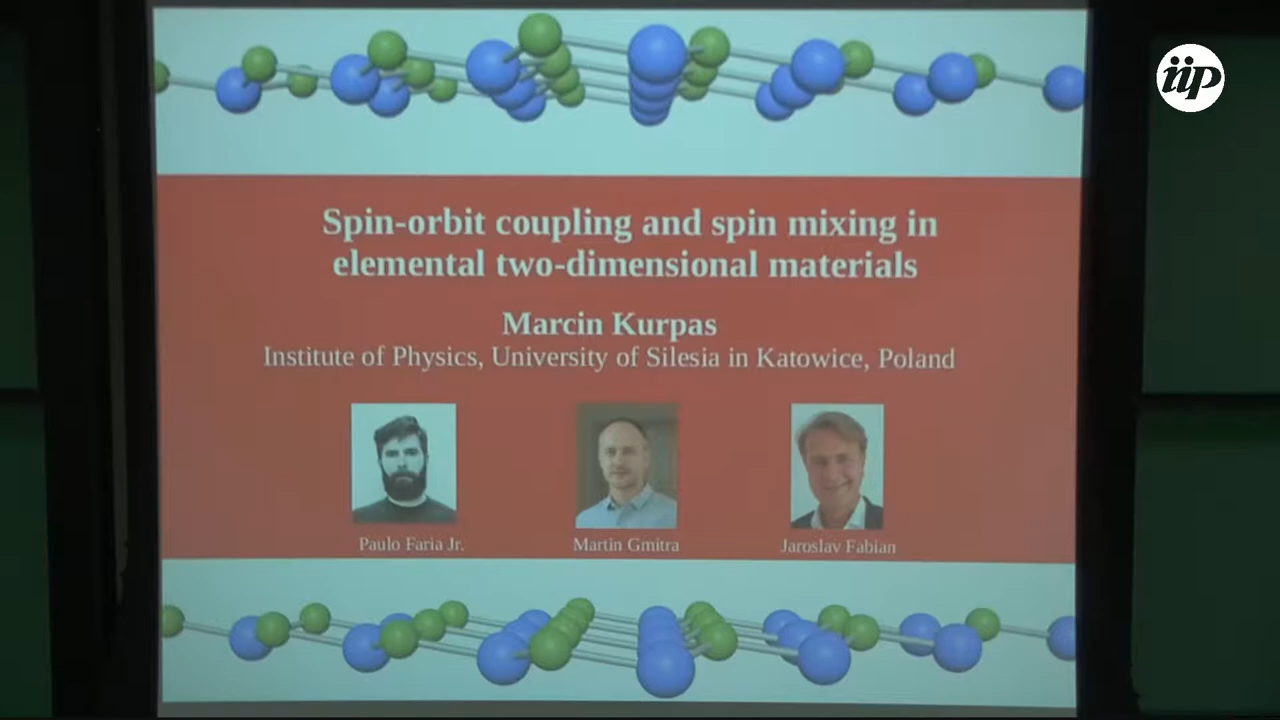 iip
Spin-orbit coupling and spin mixing in
elemental two-dimensional materials
Marcin Kurpas
Institute of Physics, University of Silesia in Katowice, Poland
Paulo Faria Jr.
Martin Gmitra
Jaroslav Fabian